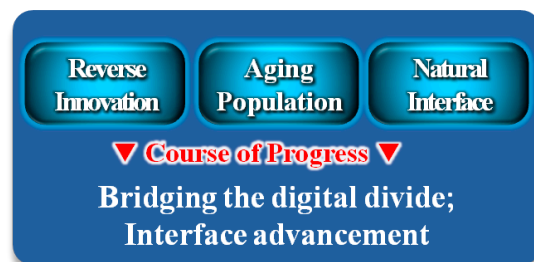 Reverse
Innovation
Aging
Population
Natural
Interface
▼ Course of Progress ▼
Bridging the digital divide;
Interface advancement